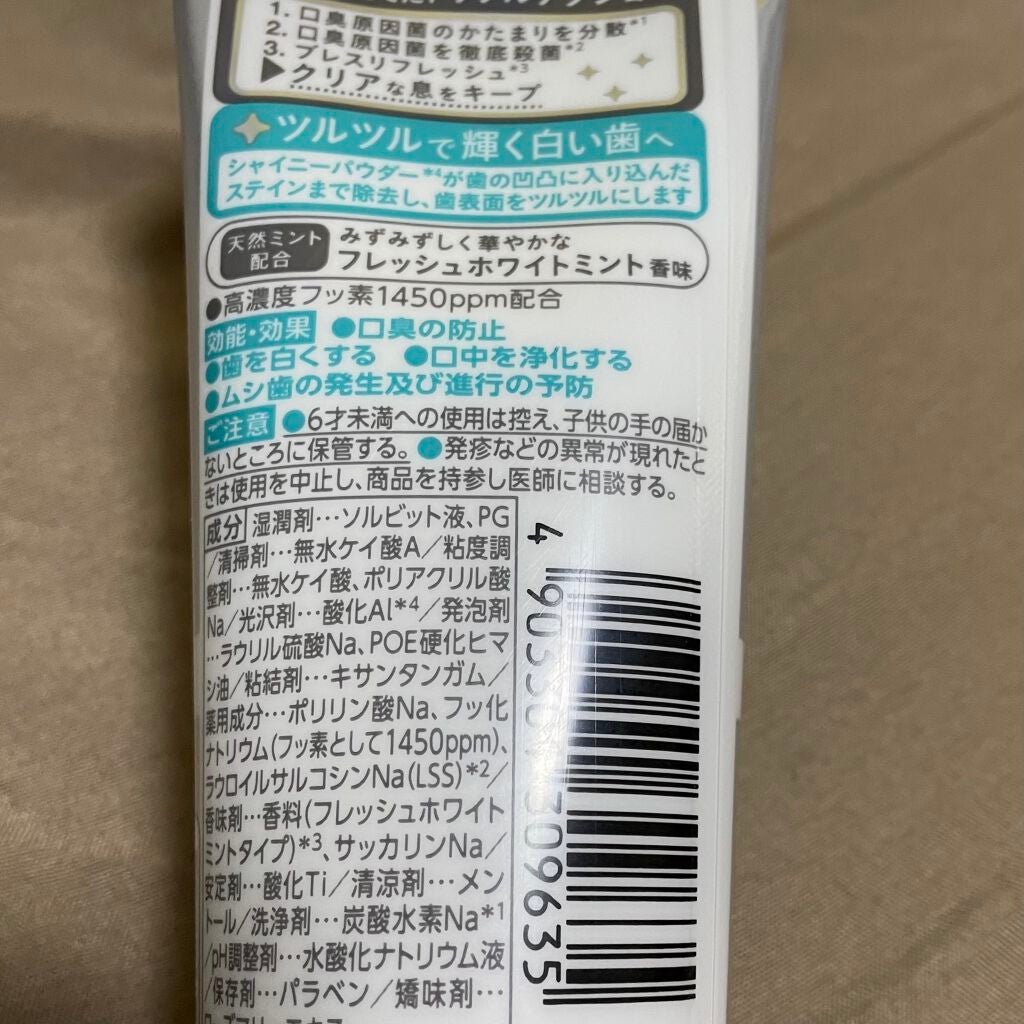 1. 口臭原因菌のかたまりを分散*1
2. 口臭原因菌を徹底殺菌*2
3. ブレスリフレッシュ*3
▶クリアな息をキープ
ツルツルで輝く白い歯へ
シャイニーパウダー*4が歯の凹凸に入り込んだ
ステインまで除去し、歯表面をツルツルにします
天然ミント配合
みずみずしく華やかな
フレッシュホワイトミント香味
●高濃度フッ素1450ppm配合
効能・効果 ●口臭の防止
●歯を白くする ●口中を浄化する
●ムシ歯の発生及び進行の予防
ご注意 ●6才未満への使用は控え、子供の手の届か
ないところに保管する。●発疹などの異常が現れたと
きは使用を中止し、商品を持参し医師に相談する。
成分 湿潤剤…ソルビット液、PG
/清掃剤…無水ケイ酸A/粘度調
整剤…無水ケイ酸、ポリアクリル酸
Na/光沢剤…酸化Al*4/発泡剤
…ラウリル硫酸Na、POE硬化ヒマ
シ油/粘結剤…キサンタンガム/
薬用成分…ポリリン酸Na、フッ化
ナトリウム(フッ素として1450ppm)、
ラウロイルサルコシンNa(LSS)*2/
香味剤…香料(フレッシュホワイト
ミントタイプ)*3、サッカリンNa/
安定剤…酸化Ti/清涼剤…メン
トール/洗浄剤…炭酸水素Na*1
/pH調整剤…水酸化ナトリウム液
/保存剤…パラベン/矯味剤…